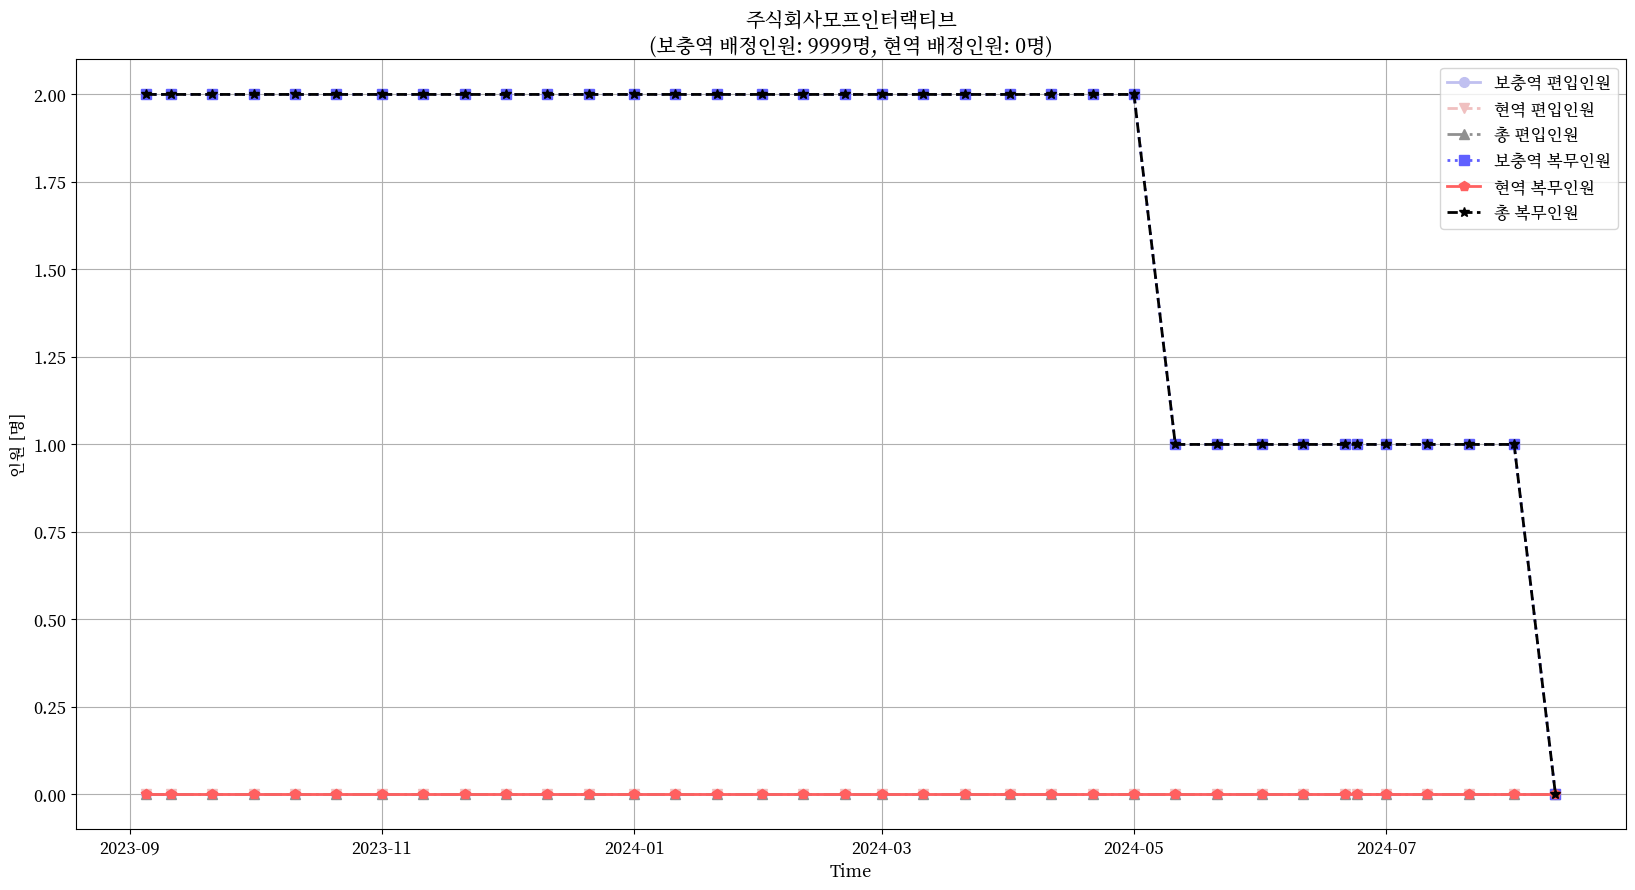 주식회사모프인터랙티브
(보충역 배정인원: 9999명, 현역 배정인원: 0명)
보충역 편입인원
현역 편입인원
총 편입인원
보충역 복무인원
현역 복무인원
총 복무인원
2.00
1.75
1.50
1.25
1.00
0.75
0.50
0.25
0.00
인원 [명]
2023-09
2023-11
2024-01
2024-03
2024-05
2024-07
Time